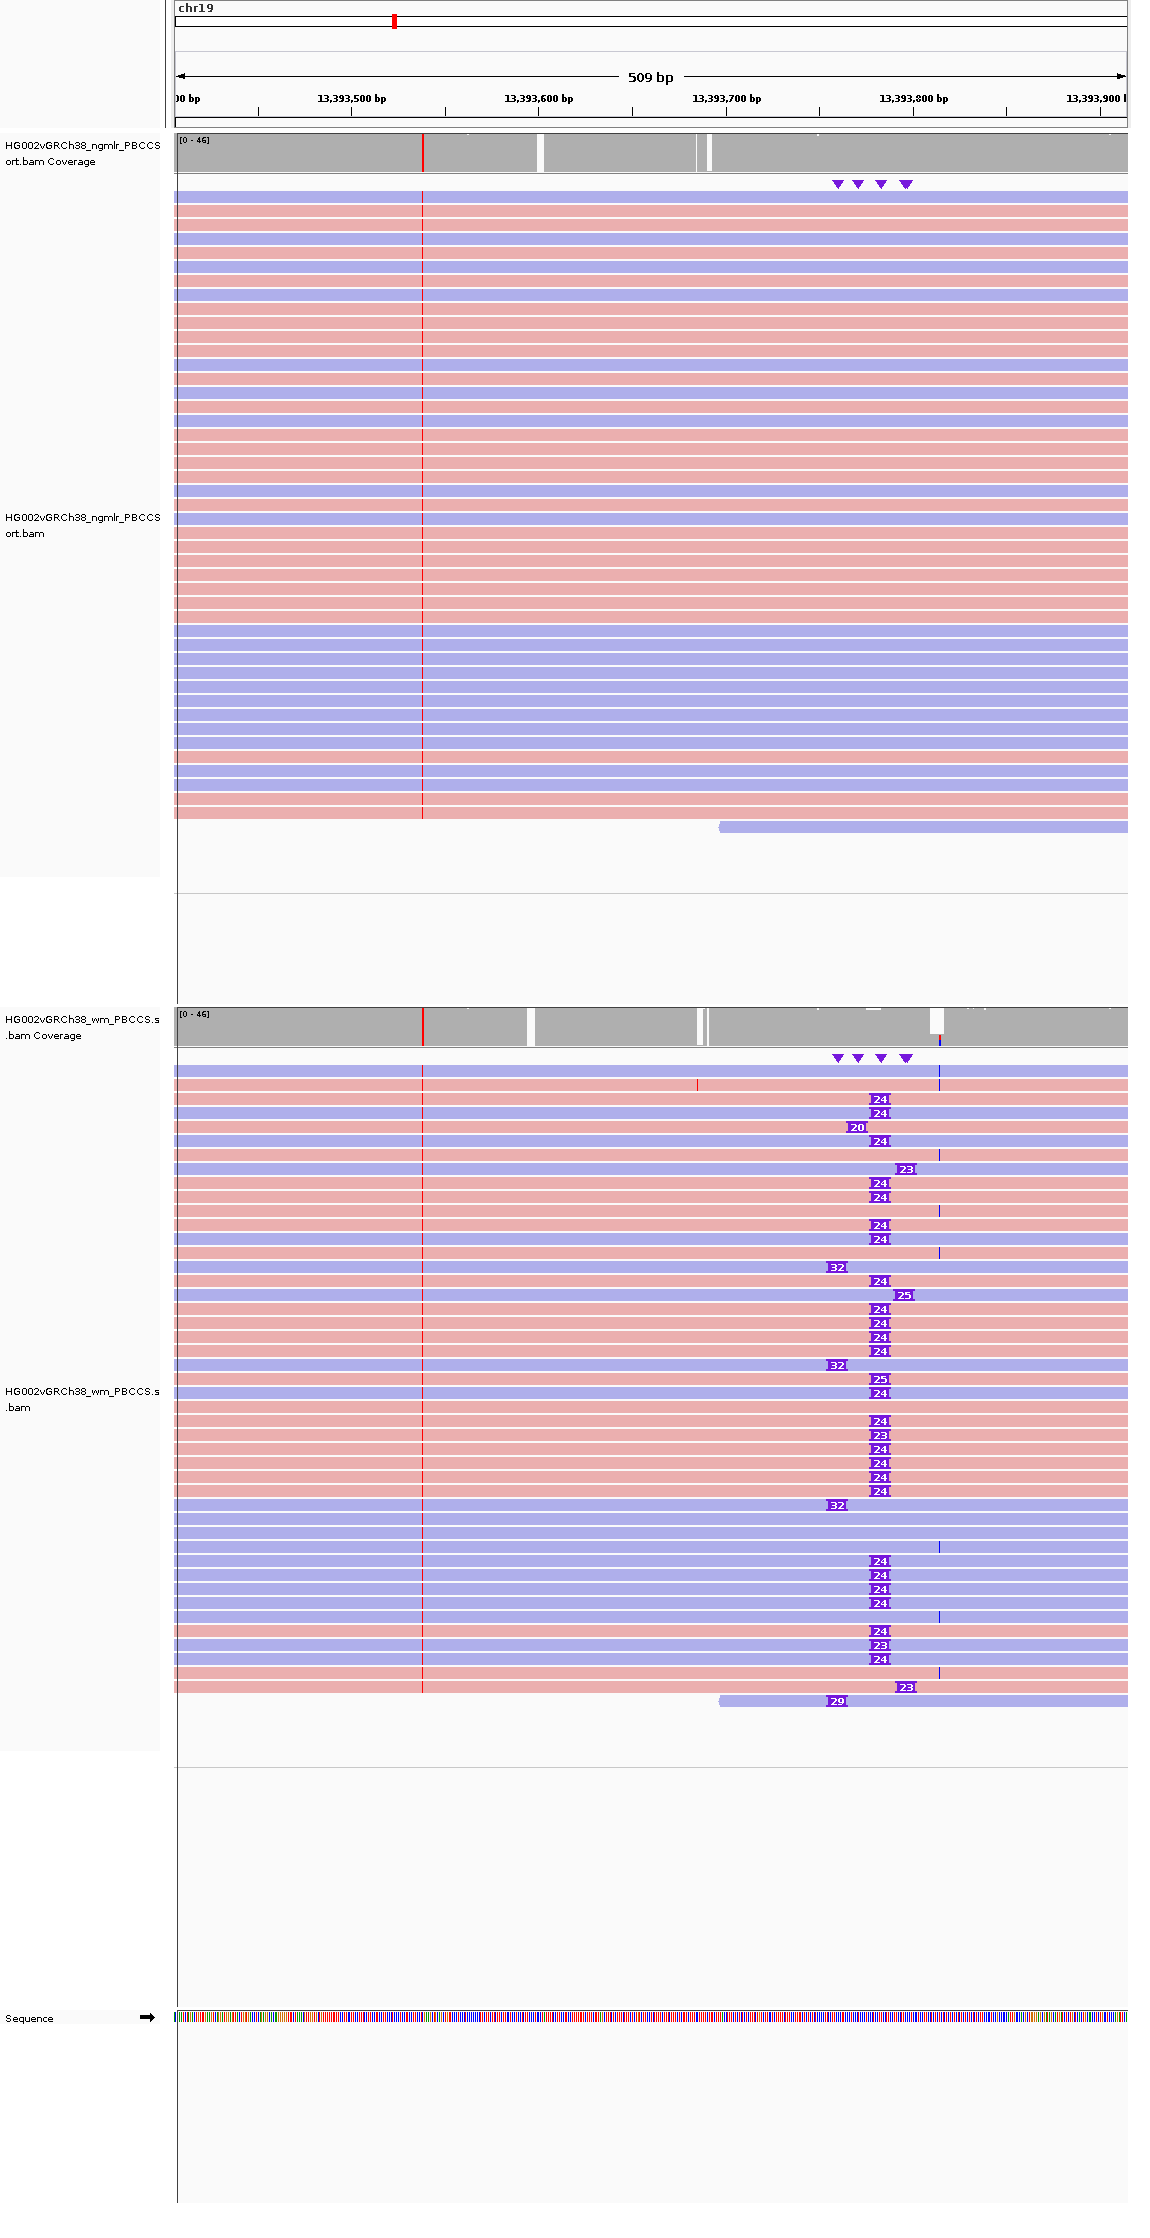 chr19
509 bp
00 bp 13,393,500 bp 13,393,600 bp 13,393,700 bp 13,393,800 bp 13,393,900 l
HG002vGRCh38_ngmlr_PBCCS
ort.bam Coverage
[0 - 46]
HG002vGRCh38_ngmlr_PBCCS
ort.bam
HG002vGRCh38_wm_PBCCS.s
.bam Coverage
[0 - 46]
24
24
20
24
23
24
24
24
24
32
24
25
24
24
24
24
32
25
24
HG002vGRCh38_wm_PBCCS.s
.bam
24
23
24
24
24
24
32
24
24
24
24
24
23
24
23
29
Sequence